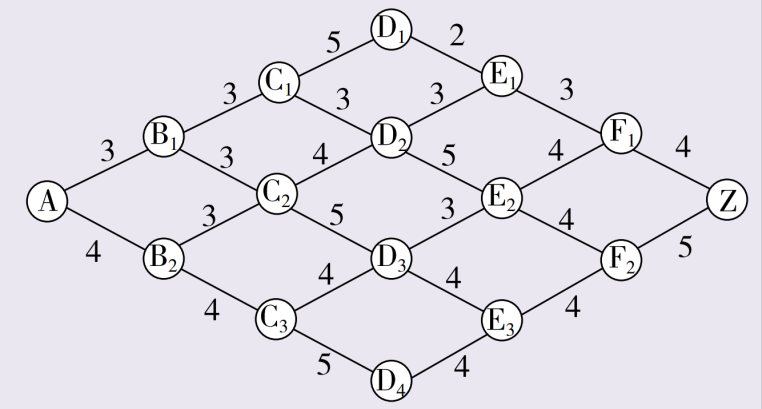 D₁
5 2
C₁ E₁
3 3 3 3
B₁ D₂ F₁
3 3 4 5 4 4
A C₂ E₂ Z
4 3 5 3 4 5
B₂ D₃ F₂
4 4 4 4
C₃ E₃
5 4
D₄